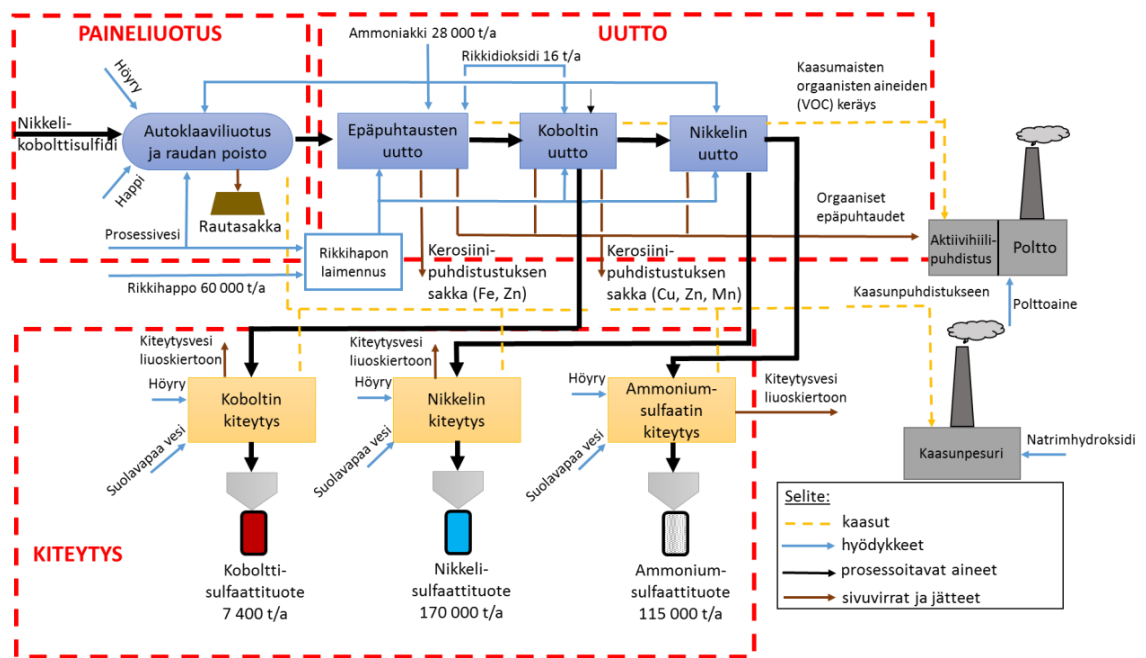 PAINELIUOTUS
UUTTO
Ammoniakki 28 000 t/a
Rikkidioksidi 16 t/a
Kaasumaisten
orgaanisten aineiden
(VOC) keräys
Höyry
Nikkeli-
kobolttisulfidi
Happi
Autoklaaviliuotus
ja raudan poisto
Epäpuhtausten
uutto
Koboltin
uutto
Nikkelin
uutto
Rautasakka
Prosessivesi
Rikkihapon
laimennus
Rikkihappo 60 000 t/a
Kerosiini-
puhdistustuksen
sakka (Fe, Zn)
Kerosiini-
puhdistustuksen
sakka (Cu, Zn, Mn)
Orgaaniset
epäpuhtaudet
Aktiivihiili-
puhdistus
Poltto
Kaasunpuhdistukseen
Polttoaine
Kiteytysvesi
liuoskiertoon
Kiteytysvesi
liuoskiertoon
Kiteytysvesi
liuoskiertoon
Höyry
Koboltin
kiteytys
Höyry
Nikkelin
kiteytys
Höyry
Ammonium-
sulfaatin
kiteytys
Suolavapaa vesi
Suolavapaa vesi
Suolavapaa vesi
Kaasunpesuri
Natrimhydroksidi
KITEYTYS
Koboltti-
sulfaattituote
7 400 t/a
Nikkeli-
sulfaattituote
170 000 t/a
Ammonium-
sulfaattituote
115 000 t/a
Selite:
kaasut
hyödykkeet
prosessoitavat aineet
sivuvirrat ja jätteet